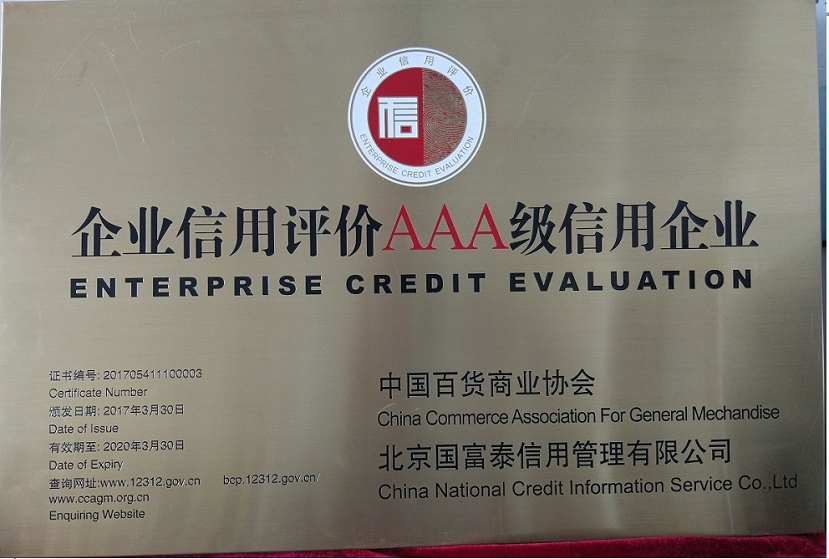 企业信用评价
信
ENTERPRISE CREDIT EVALUATION
企业信用评价AAA级信用企业
ENTERPRISE CREDIT EVALUATION
证书编号: 201705411100003
Certificate Number
颁发日期: 2017年3月30日
Date of Issue
有效期至: 2020年3月30日
Date of Expiry
查询网址:www.12312.gov.cn bcp.12312.gov.cn/
www.ccagm.org.cn
Enquiring Website
中国百货商业协会
China Commerce Association For General Mechandise
北京国富泰信用管理有限公司
China National Credit Information Service Co.,Ltd